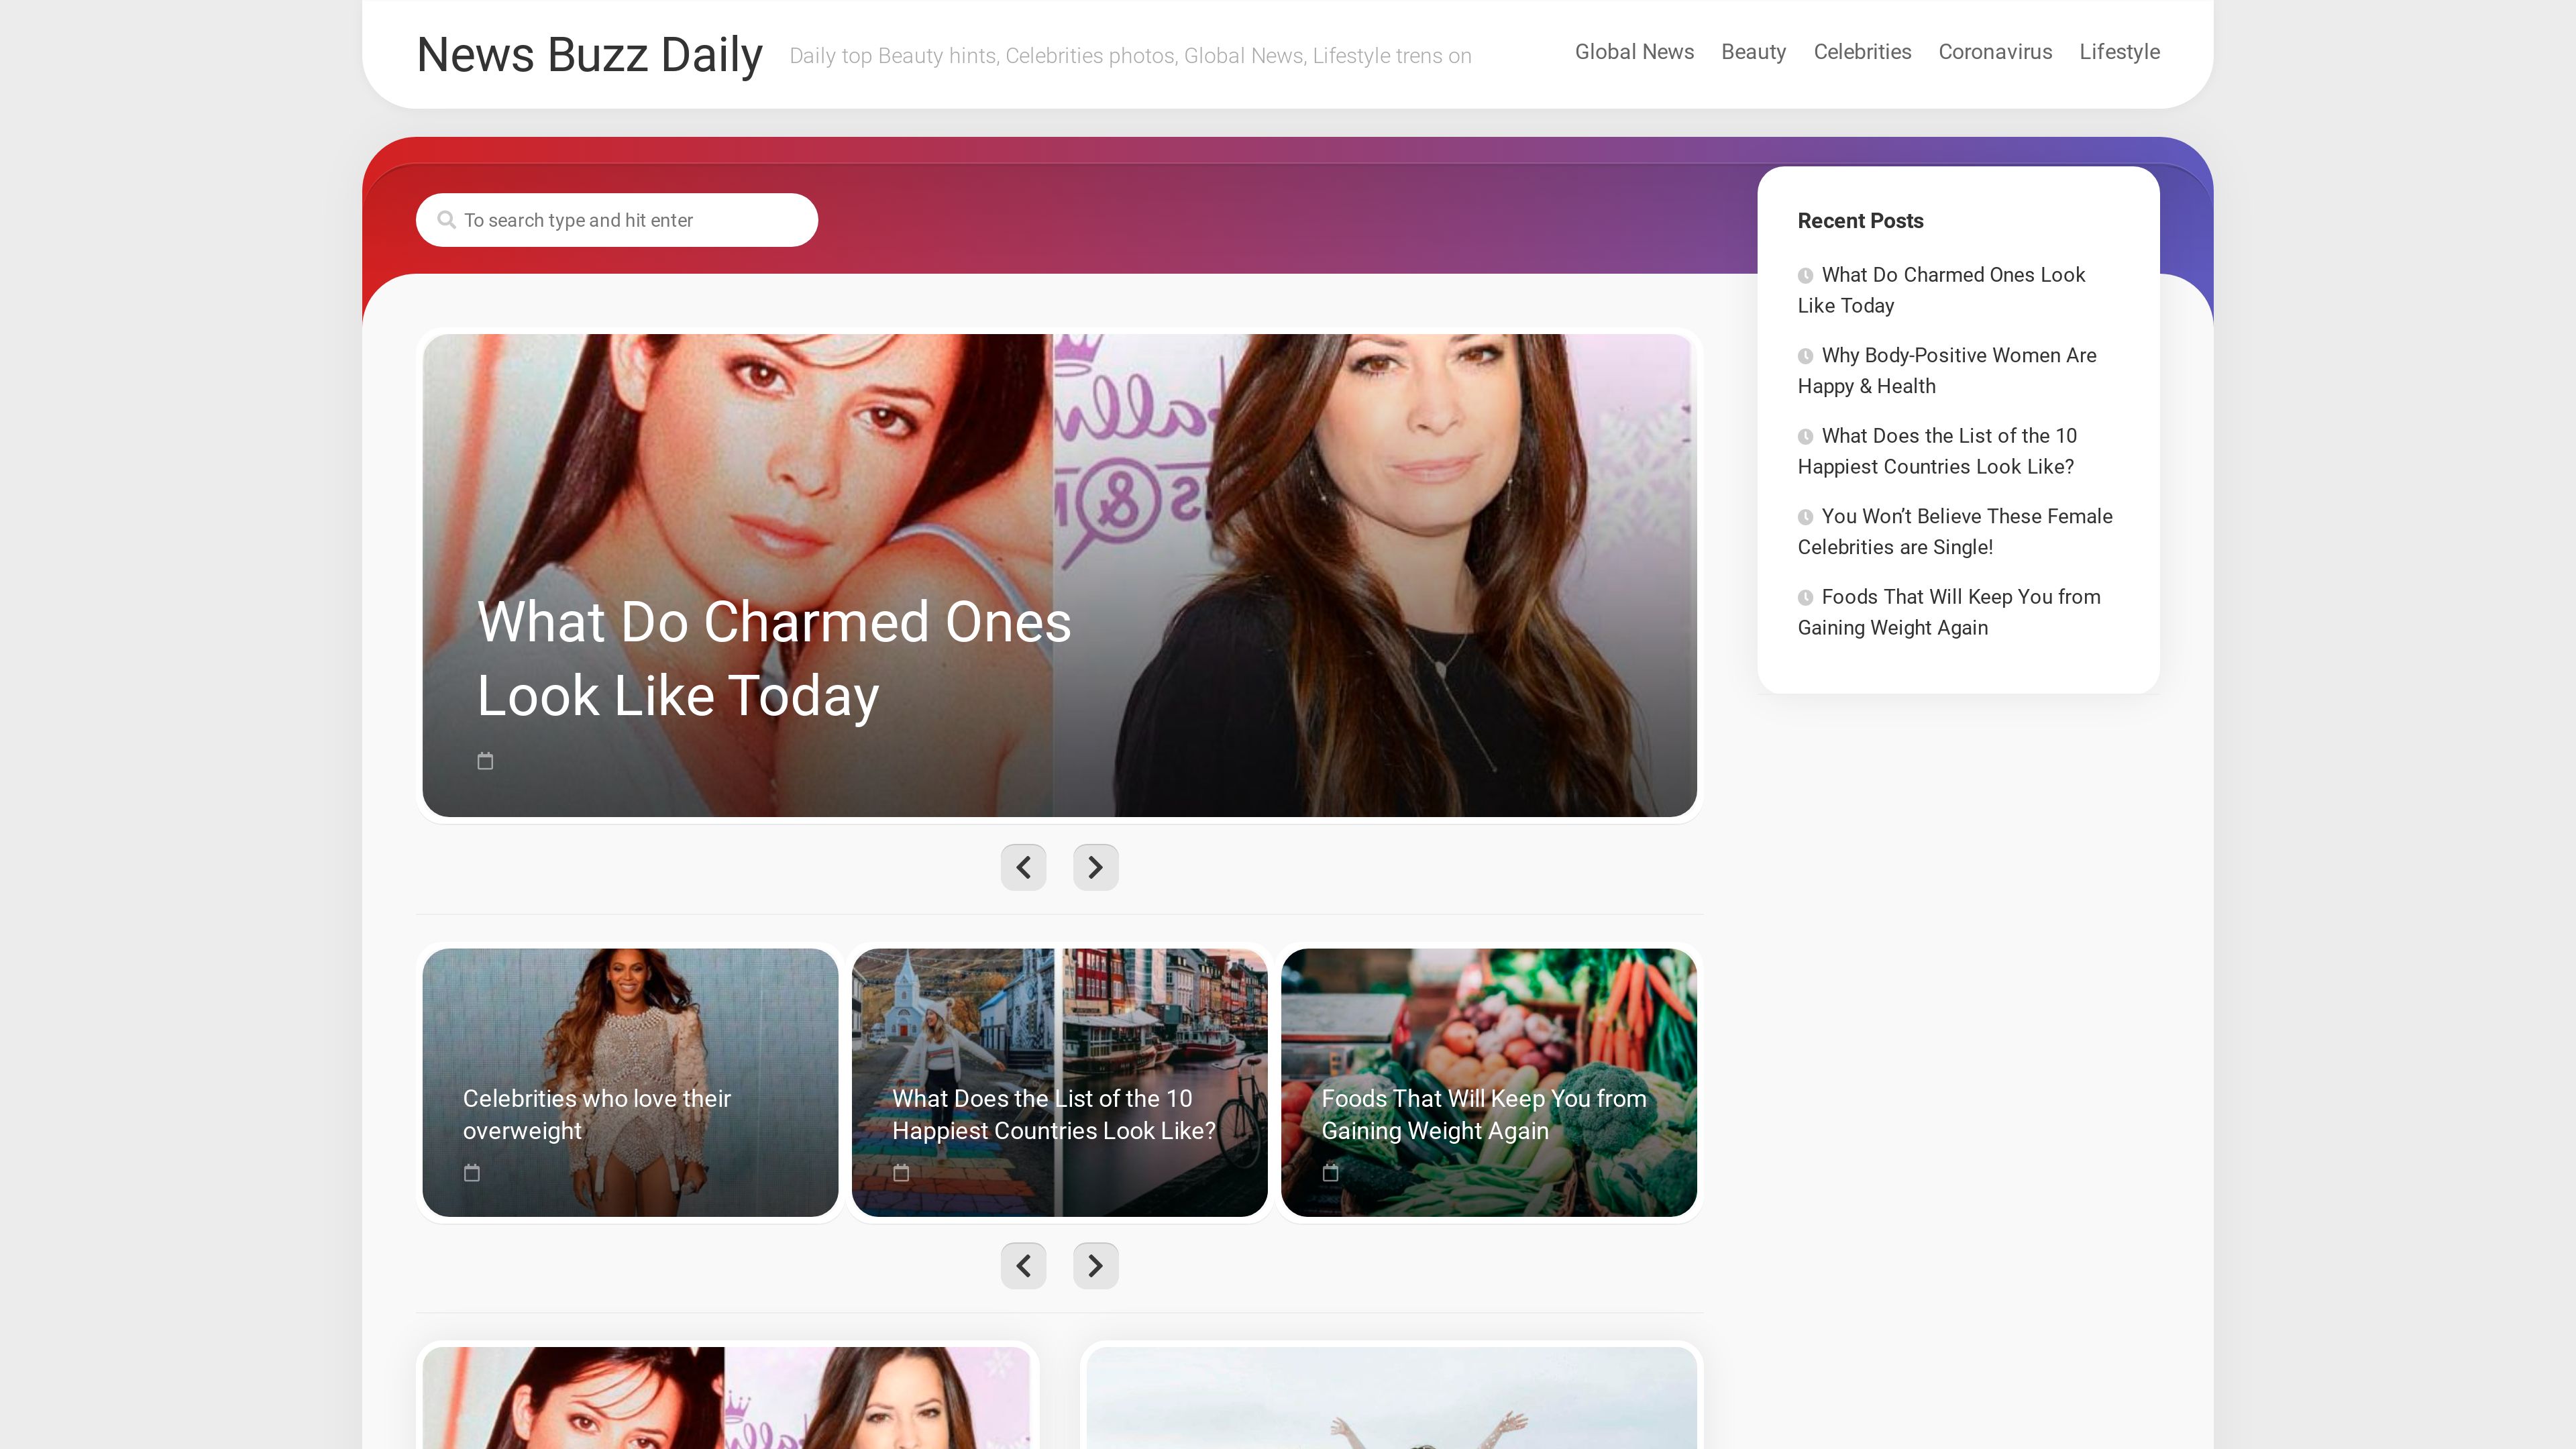 News Buzz Daily
Daily top Beauty hints, Celebrities photos, Global News, Lifestyle trens on
Global News
Beauty
Celebrities
Coronavirus
Lifestyle
To search type and hit enter
What Do Charmed Ones
Look Like Today
Recent Posts
What Do Charmed Ones Look
Like Today
Why Body-Positive Women Are
Happy & Health
What Does the List of the 10
Happiest Countries Look Like?
You Won’t Believe These Female
Celebrities are Single!
Foods That Will Keep You from
Gaining Weight Again
Celebrities who love their
overweight
What Does the List of the 10
Happiest Countries Look Like?
Foods That Will Keep You from
Gaining Weight Again